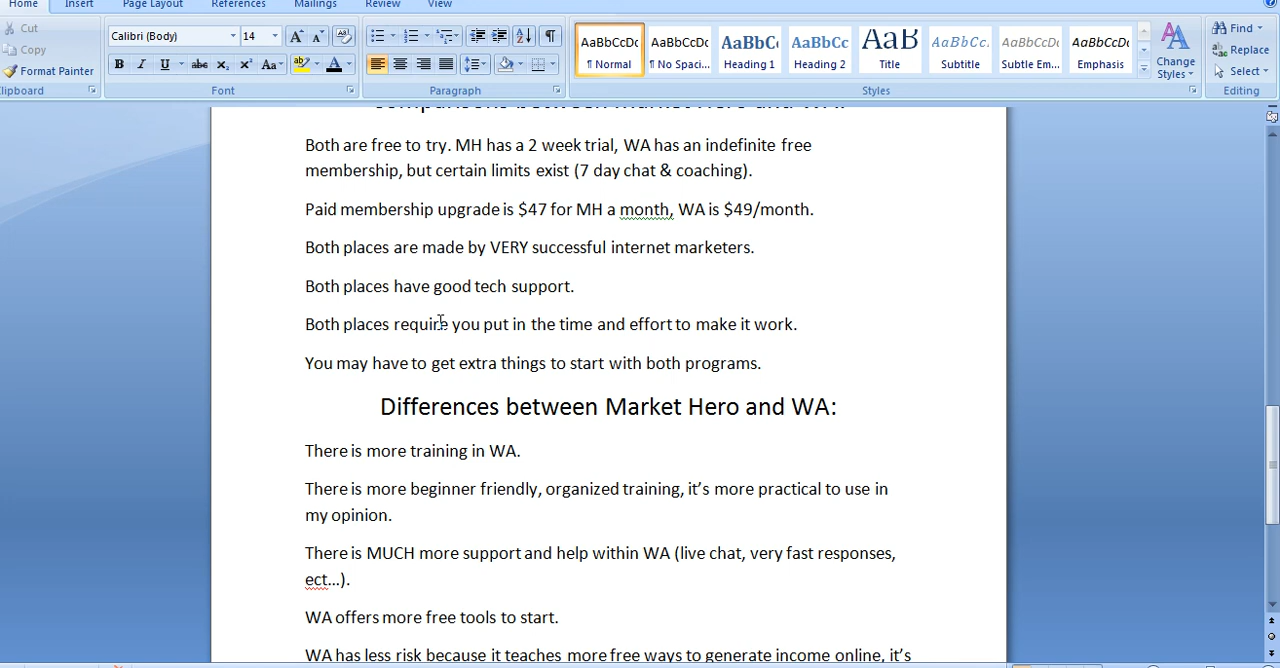 Home Insert Page Layout References Mailings Review View
Cut
Copy
Format Painter
Calibri (Body) 14
Clipboard Font Paragraph Styles Editing
AaBbCcDc AaBbCcDc AaBbCc AaBbCc AaB AaBbCc. AaBbCcDc AaBbCcDc
¶ Normal ¶ No Spaci... Heading 1 Heading 2 Title Subtitle Subtle Em... Emphasis
Change Styles
Find
Replace
Select
Comparisons between Market Hero and WA:
Both are free to try. MH has a 2 week trial, WA has an indefinite free
membership, but certain limits exist (7 day chat & coaching).
Paid membership upgrade is $47 for MH a month, WA is $49/month.
Both places are made by VERY successful internet marketers.
Both places have good tech support.
Both places require you put in the time and effort to make it work.
You may have to get extra things to start with both programs.
Differences between Market Hero and WA:
There is more training in WA.
There is more beginner friendly, organized training, it's more practical to use in
my opinion.
There is MUCH more support and help within WA (live chat, very fast responses,
ect...).
WA offers more free tools to start.
WA has less risk because it teaches more free ways to generate income online, it's